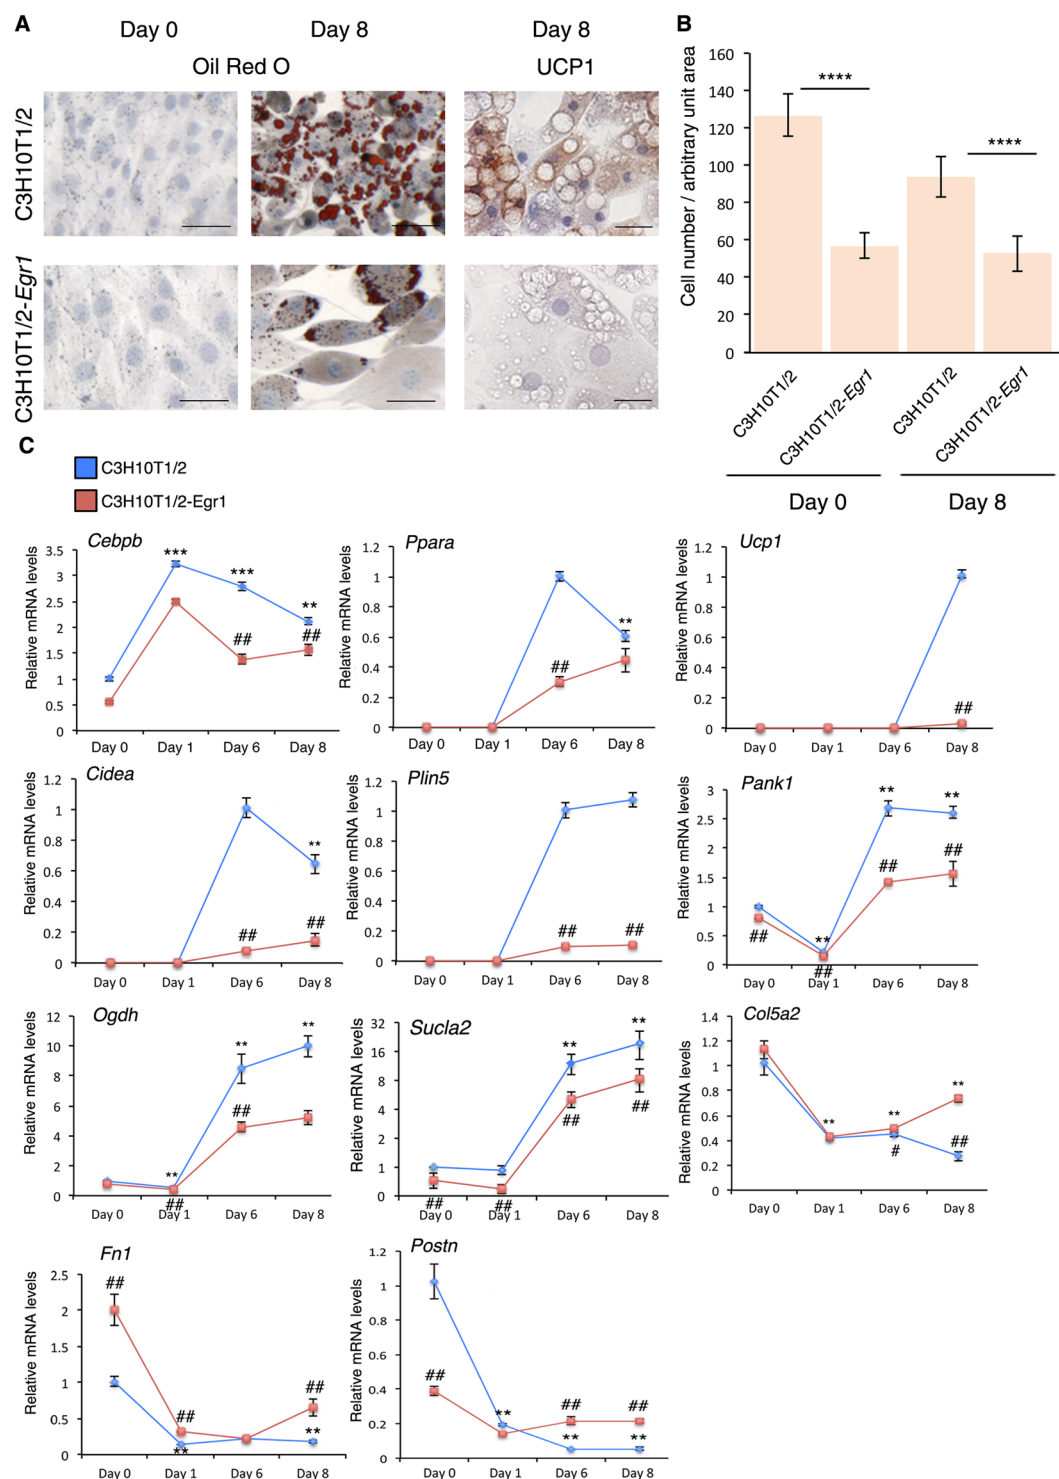 A
Day 0
Day 8
Day 8
Oil Red O
UCP1
C3H10T1/2
C3H10T1/2-Egr1
B
Cell number / arbitrary unit area
160
140
120
100
80
60
40
20
0
****
****
C3H10T1/2
C3H10T1/2-Egr1
C3H10T1/2
C3H10T1/2-Egr1
Day 0
Day 8
C
C3H10T1/2
C3H10T1/2-Egr1
Cebpb
Relative mRNA levels
3.5
3
2.5
2
1.5
1
0.5
0
***
***
**
##
##
Day 0 Day 1 Day 6 Day 8
Ppara
Relative mRNA levels
1.2
1
0.8
0.6
0.4
0.2
0
**
##
Day 0 Day 1 Day 6 Day 8
Ucp1
Relative mRNA levels
1.2
1
0.8
0.6
0.4
0.2
0
##
Day 0 Day 1 Day 6 Day 8
Cidea
Relative mRNA levels
1.2
1
0.8
0.6
0.4
0.2
0
**
##
##
Day 0 Day 1 Day 6 Day 8
Plin5
Relative mRNA levels
1.2
1
0.8
0.6
0.4
0.2
0
##
##
Day 0 Day 1 Day 6 Day 8
Pank1
Relative mRNA levels
3
2.5
2
1.5
1
0.5
0
**
**
##
##
##
**
##
Day 0 Day 1 Day 6 Day 8
Ogdh
Relative mRNA levels
12
10
8
6
4
2
0
**
**
##
**
##
Day 0 Day 1 Day 6 Day 8
Sucla2
Relative mRNA levels
32
16
8
4
2
1
0
**
**
##
##
##
##
Day 0 Day 1 Day 6 Day 8
Col5a2
Relative mRNA levels
1.4
1.2
1
0.8
0.6
0.4
0.2
0
**
**
**
#
##
Day 0 Day 1 Day 6 Day 8
Fn1
Relative mRNA levels
2.5
2
1.5
1
0.5
0
##
##
##
**
**
Day 0 Day 1 Day 6 Day 8
Postn
Relative mRNA levels
1.2
1
0.8
0.6
0.4
0.2
0
##
**
##
##
**
**
Day 0 Day 1 Day 6 Day 8